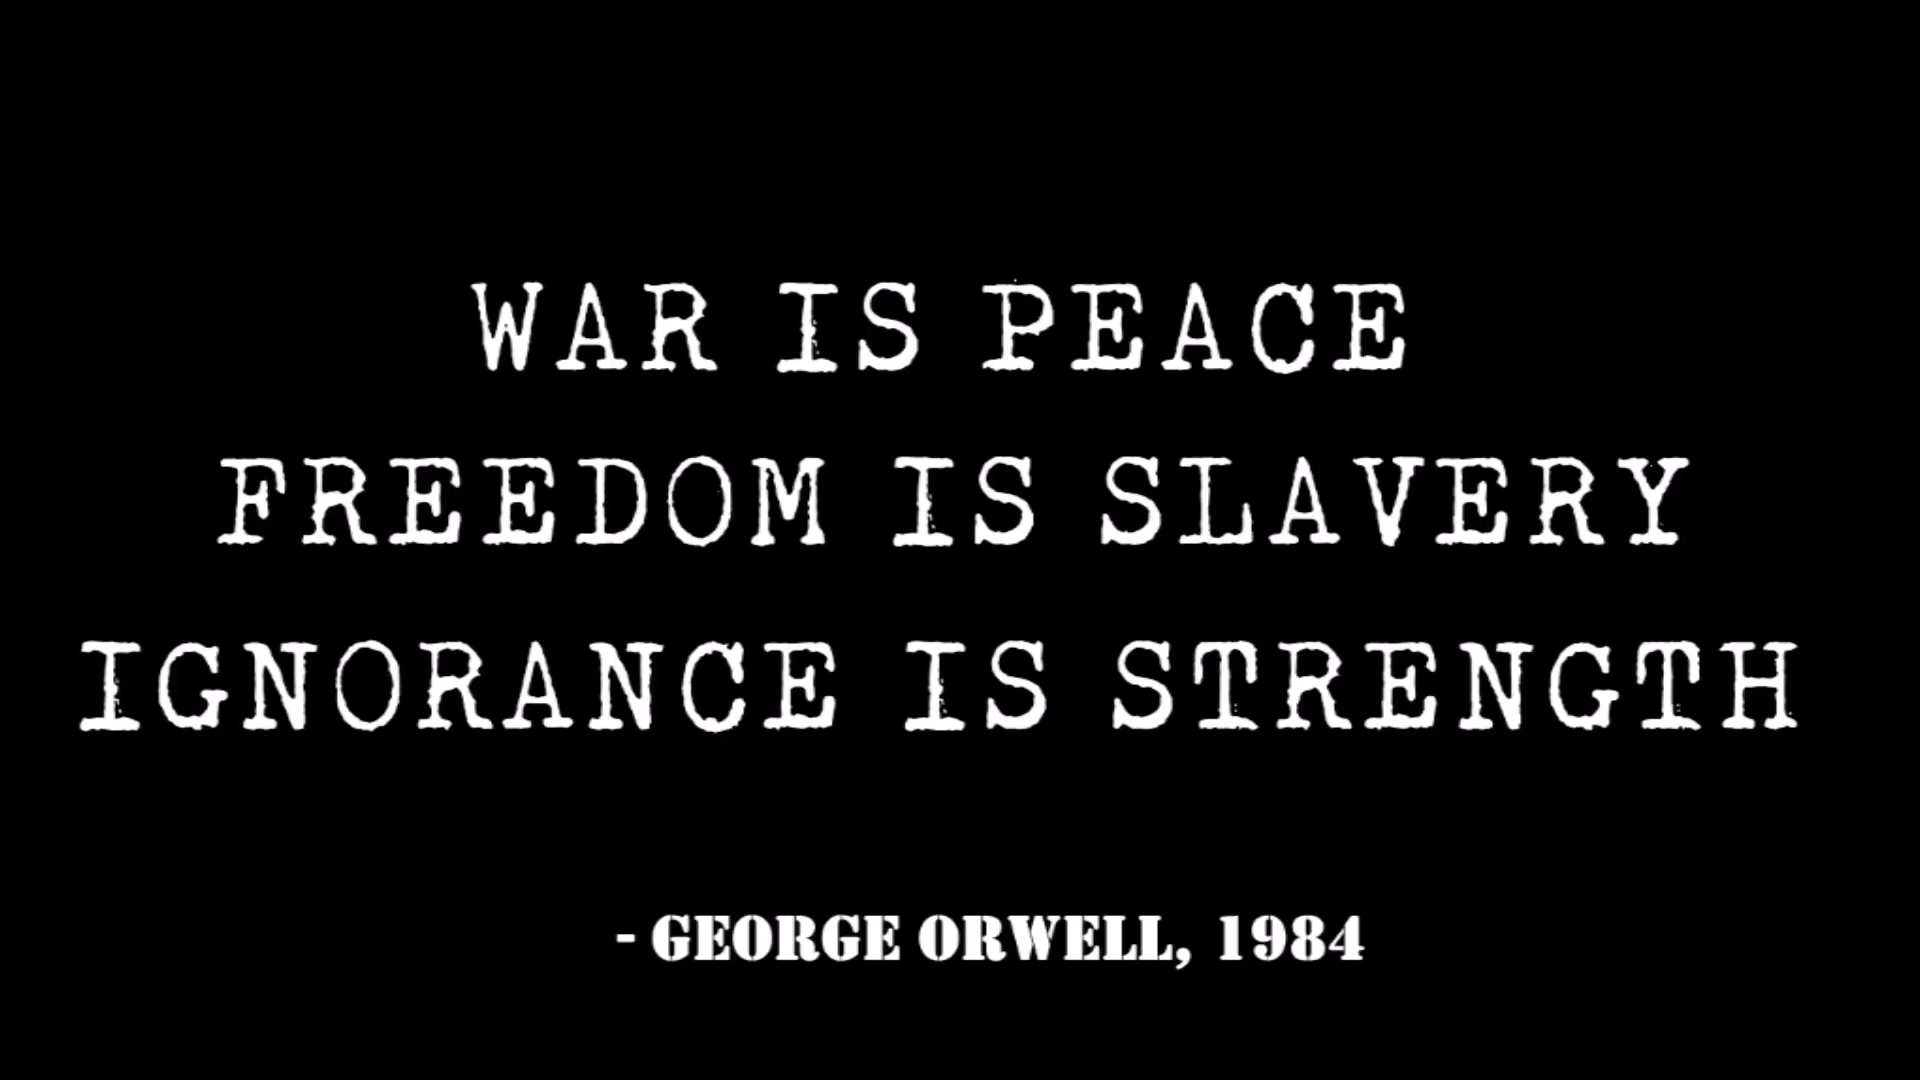 WAR IS PEACE
FREEDOM IS SLAVERY
IGNORANCE IS STRENGTH
- GEORGE ORWELL, 1984